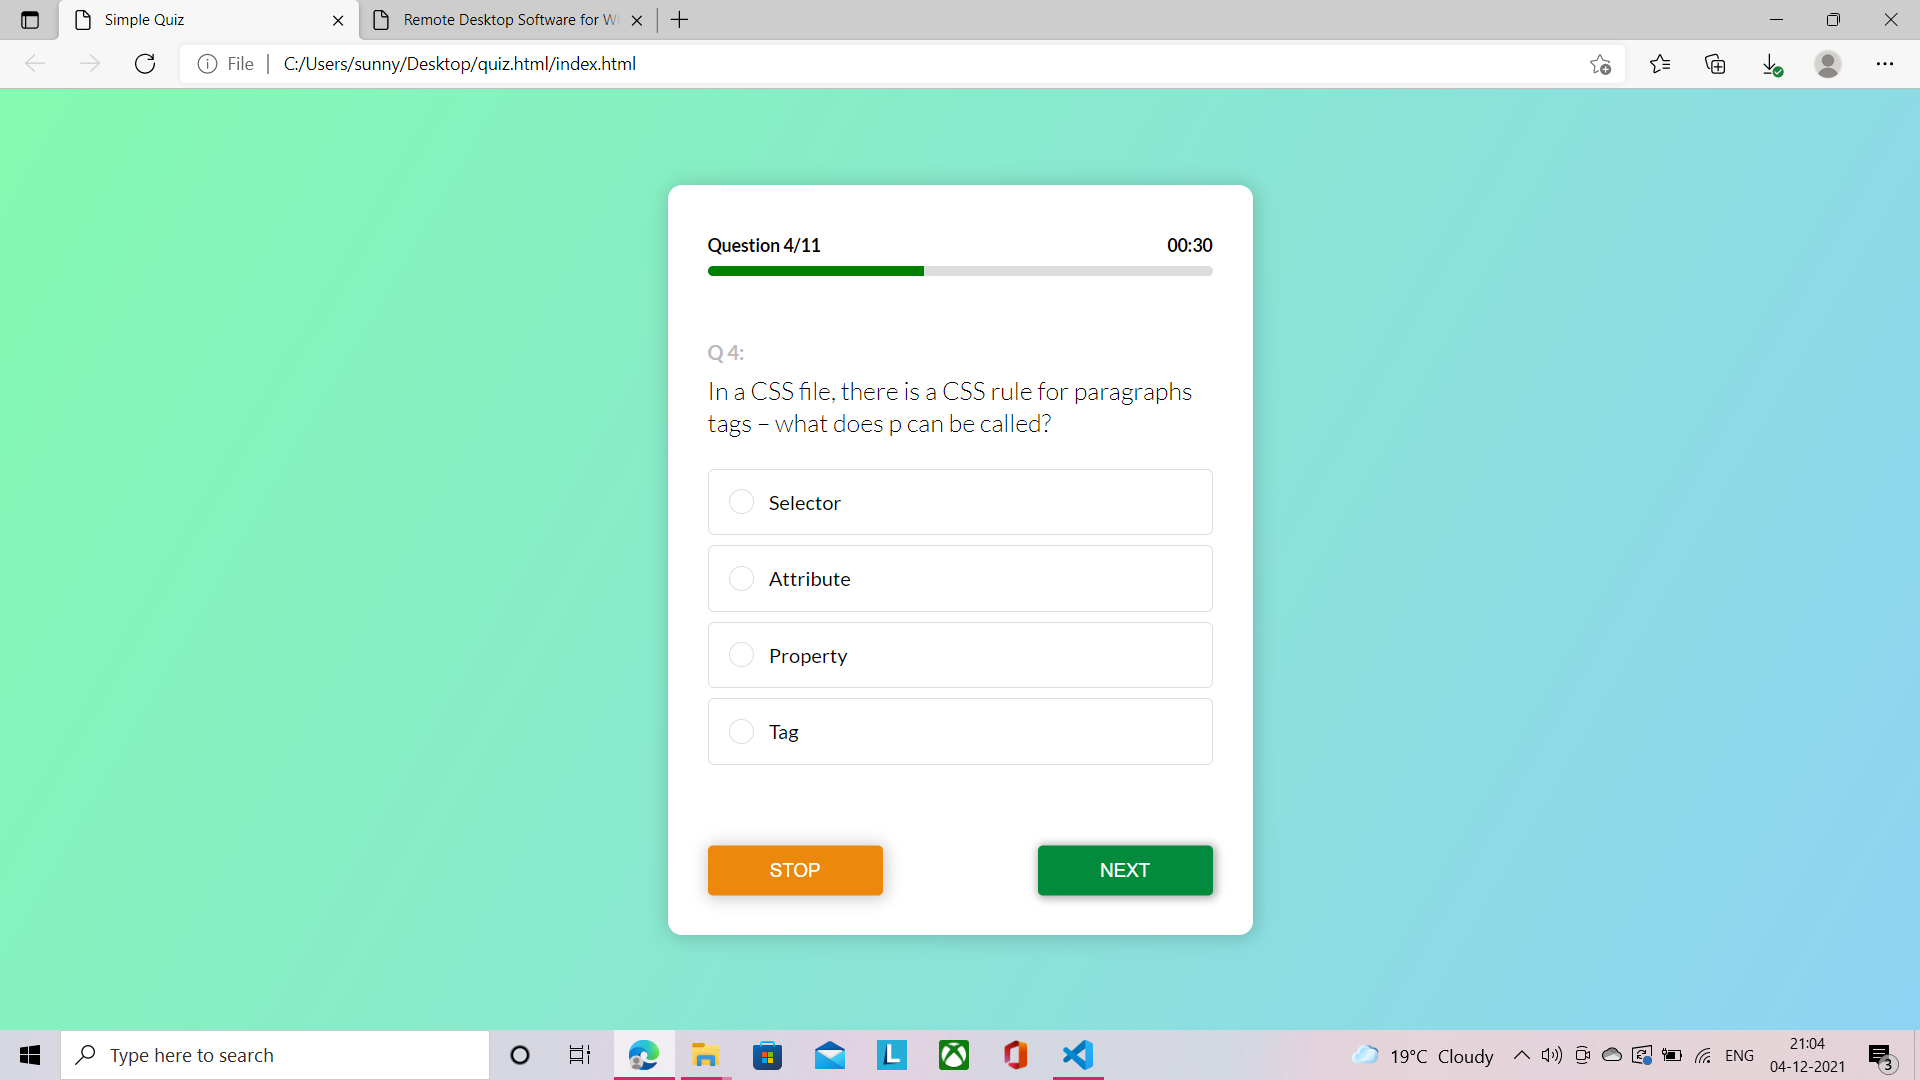 Simple Quiz
Remote Desktop Software for Wi
File
C:/Users/sunny/Desktop/quiz.html/index.html
Question 4/11
00:30
Q 4:
In a CSS file, there is a CSS rule for paragraphs
tags – what does p can be called?
Selector
Attribute
Property
Tag
STOP
NEXT
Type here to search
L
19°C Cloudy
ENG
21:04
04-12-2021
3